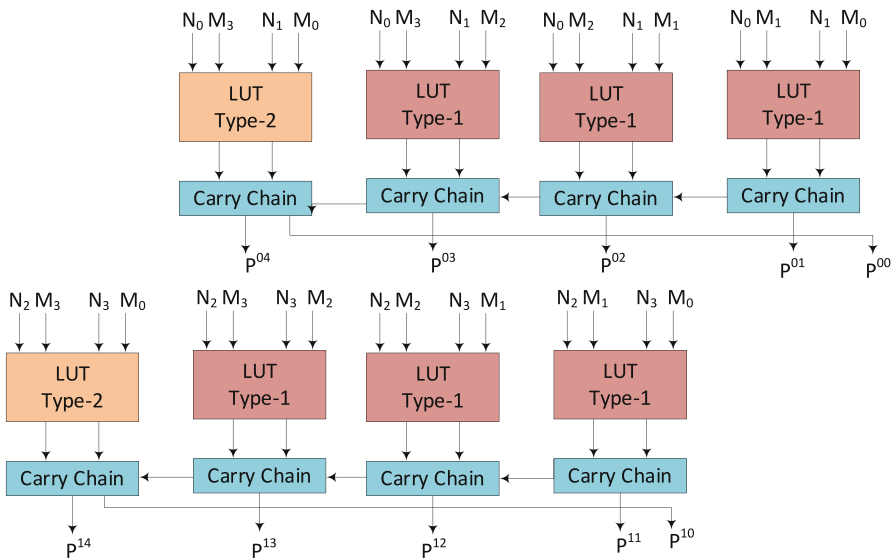 N₀ M₃ N₁ M₀ N₀ M₃ N₁ M₂ N₀ M₂ N₁ M₁ N₀ M₁ N₁ M₀
LUT LUT LUT LUT
Type-2 Type-1 Type-1 Type-1
Carry Chain Carry Chain Carry Chain Carry Chain
P⁰⁴ P⁰³ P⁰² P⁰¹ P⁰⁰
N₂ M₃ N₃ M₀ N₂ M₃ N₃ M₂ N₂ M₂ N₃ M₁ N₂ M₁ N₃ M₀
LUT LUT LUT LUT
Type-2 Type-1 Type-1 Type-1
Carry Chain Carry Chain Carry Chain Carry Chain
P¹⁴ P¹³ P¹² P¹¹ P¹⁰